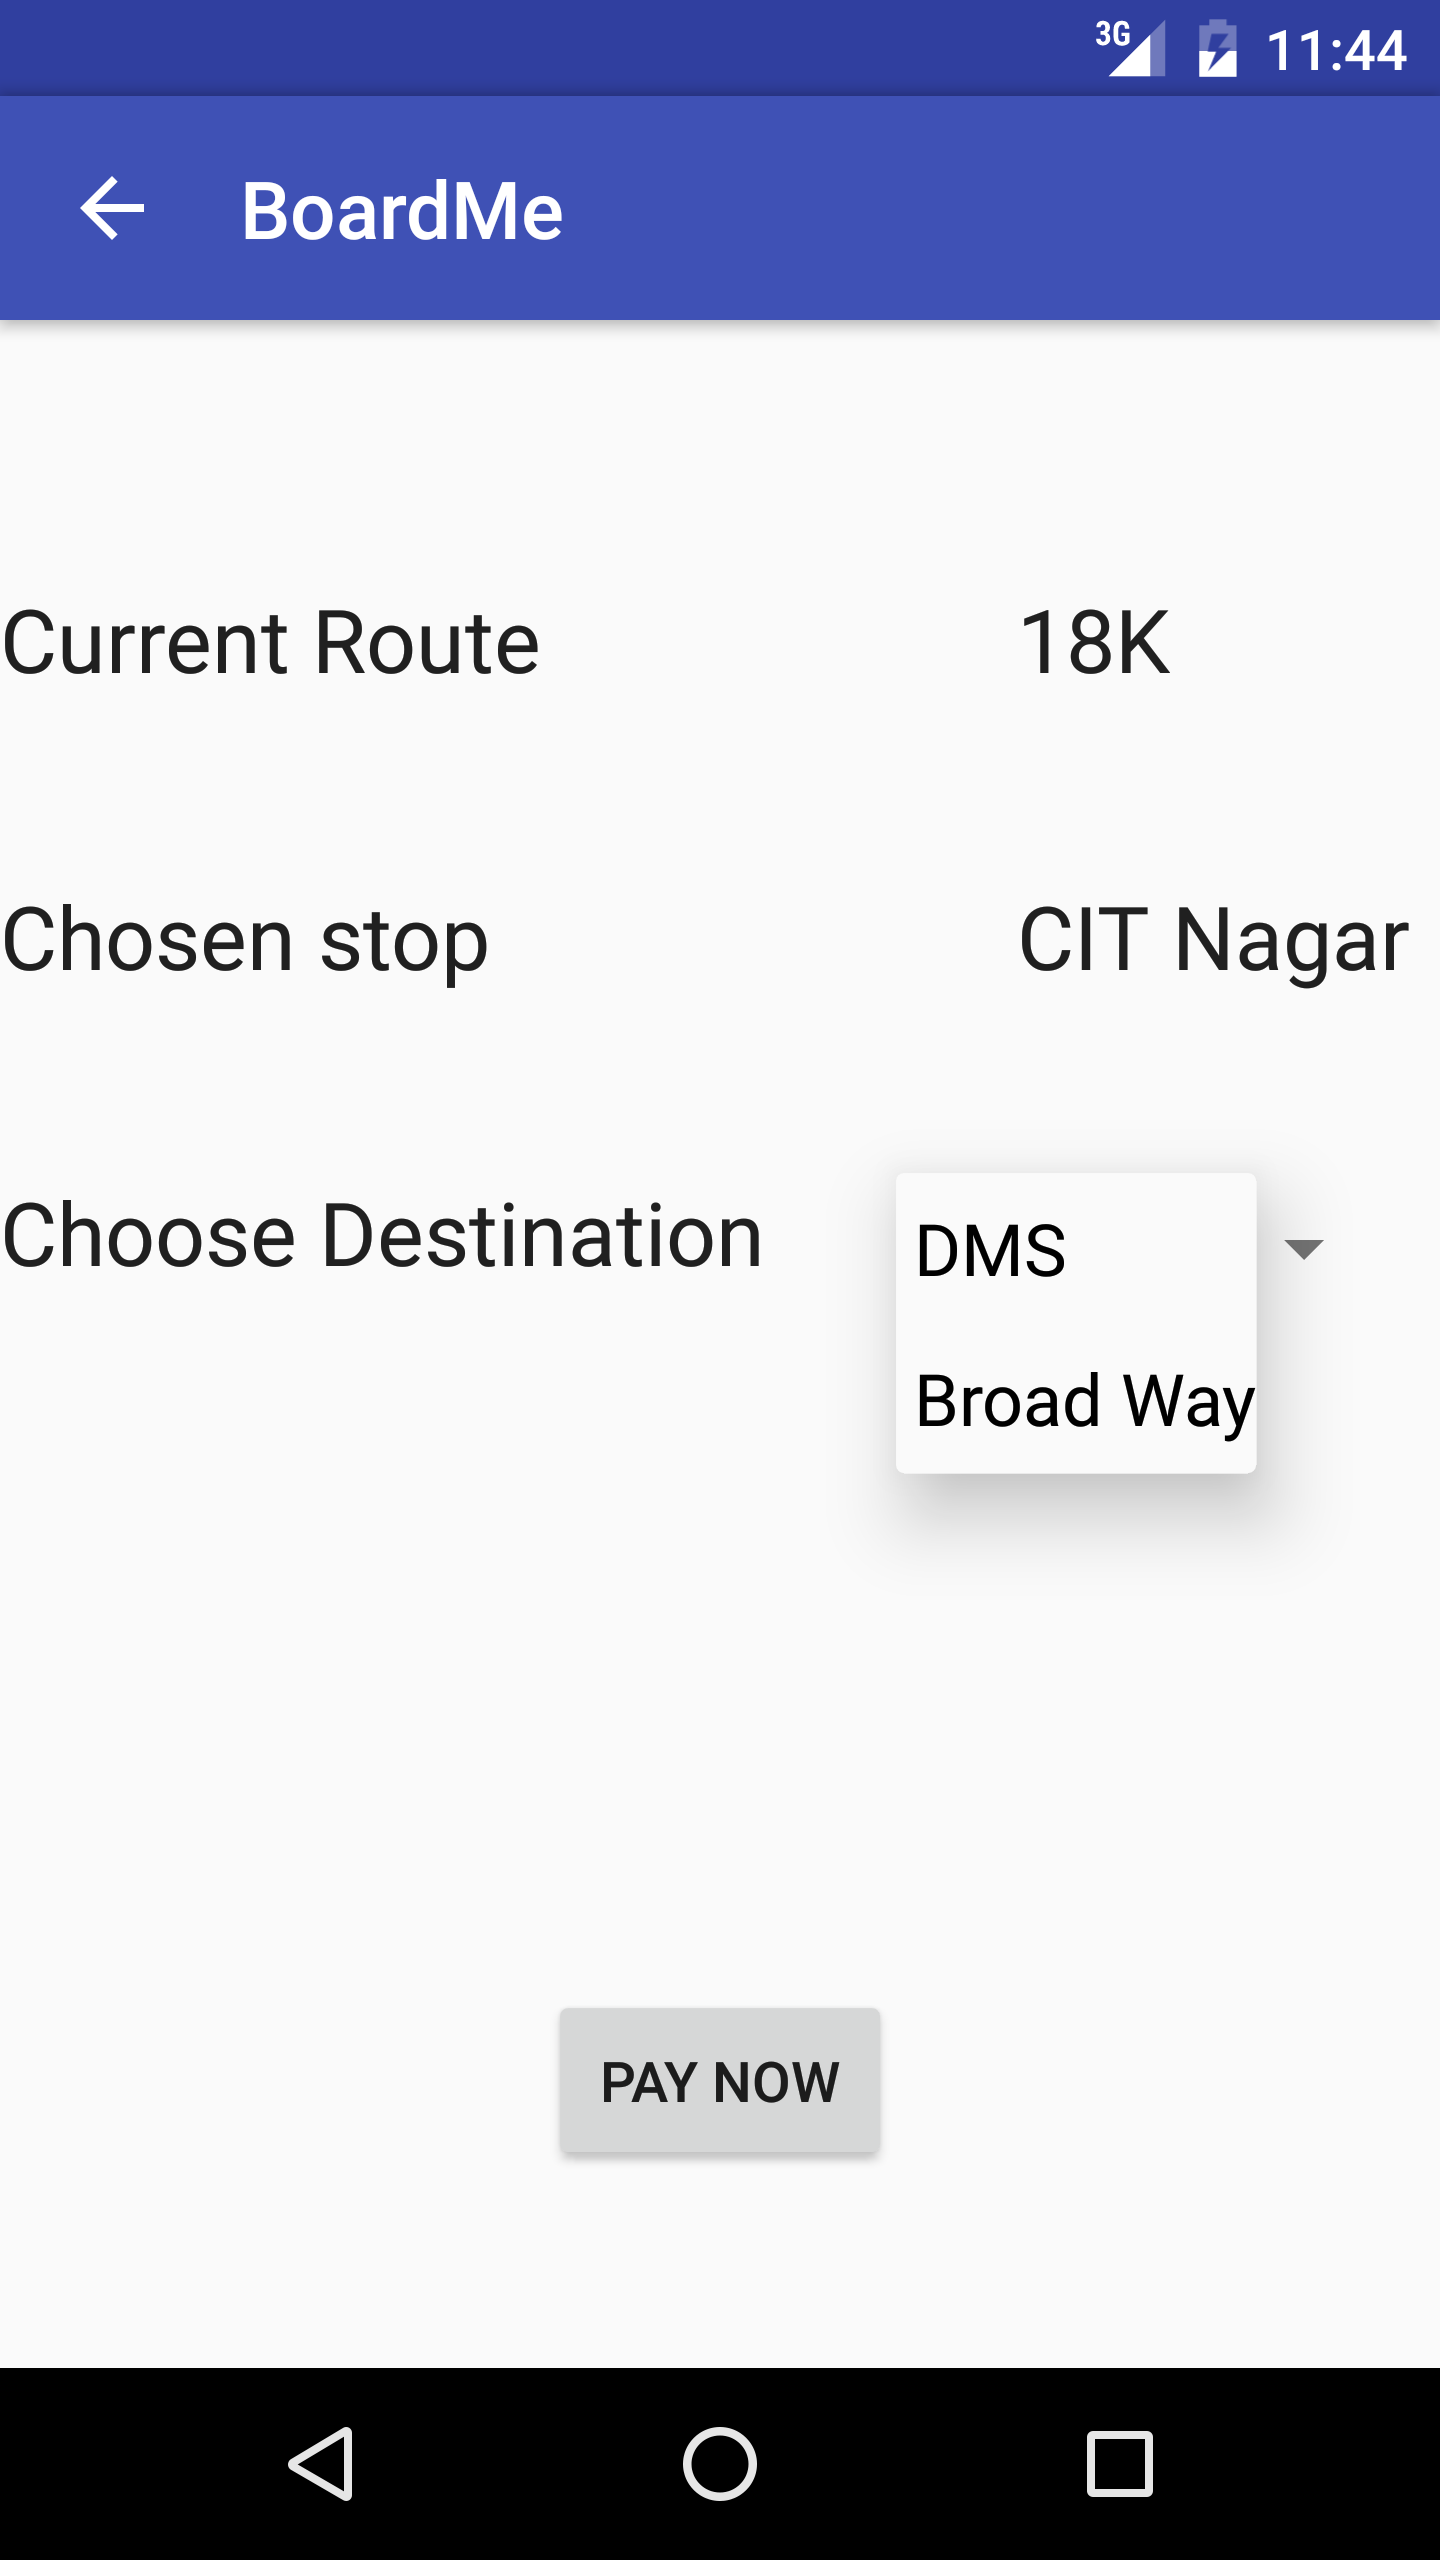 3G 11:44
BoardMe
Current Route 18K
Chosen stop CIT Nagar
Choose Destination DMS
Broad Way
PAY NOW